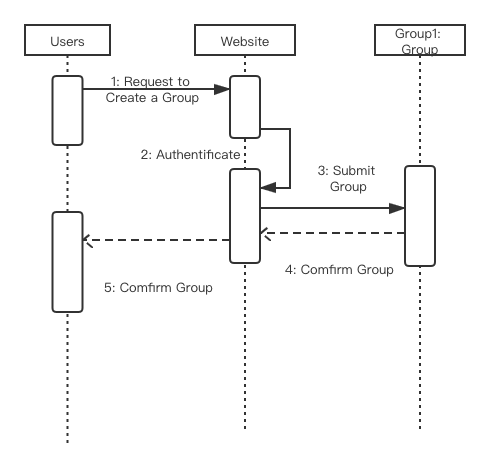 Users
Website
Group1:
Group
1: Request to
Create a Group
2: Authentificate
3: Submit
Group
4: Comfirm Group
5: Comfirm Group